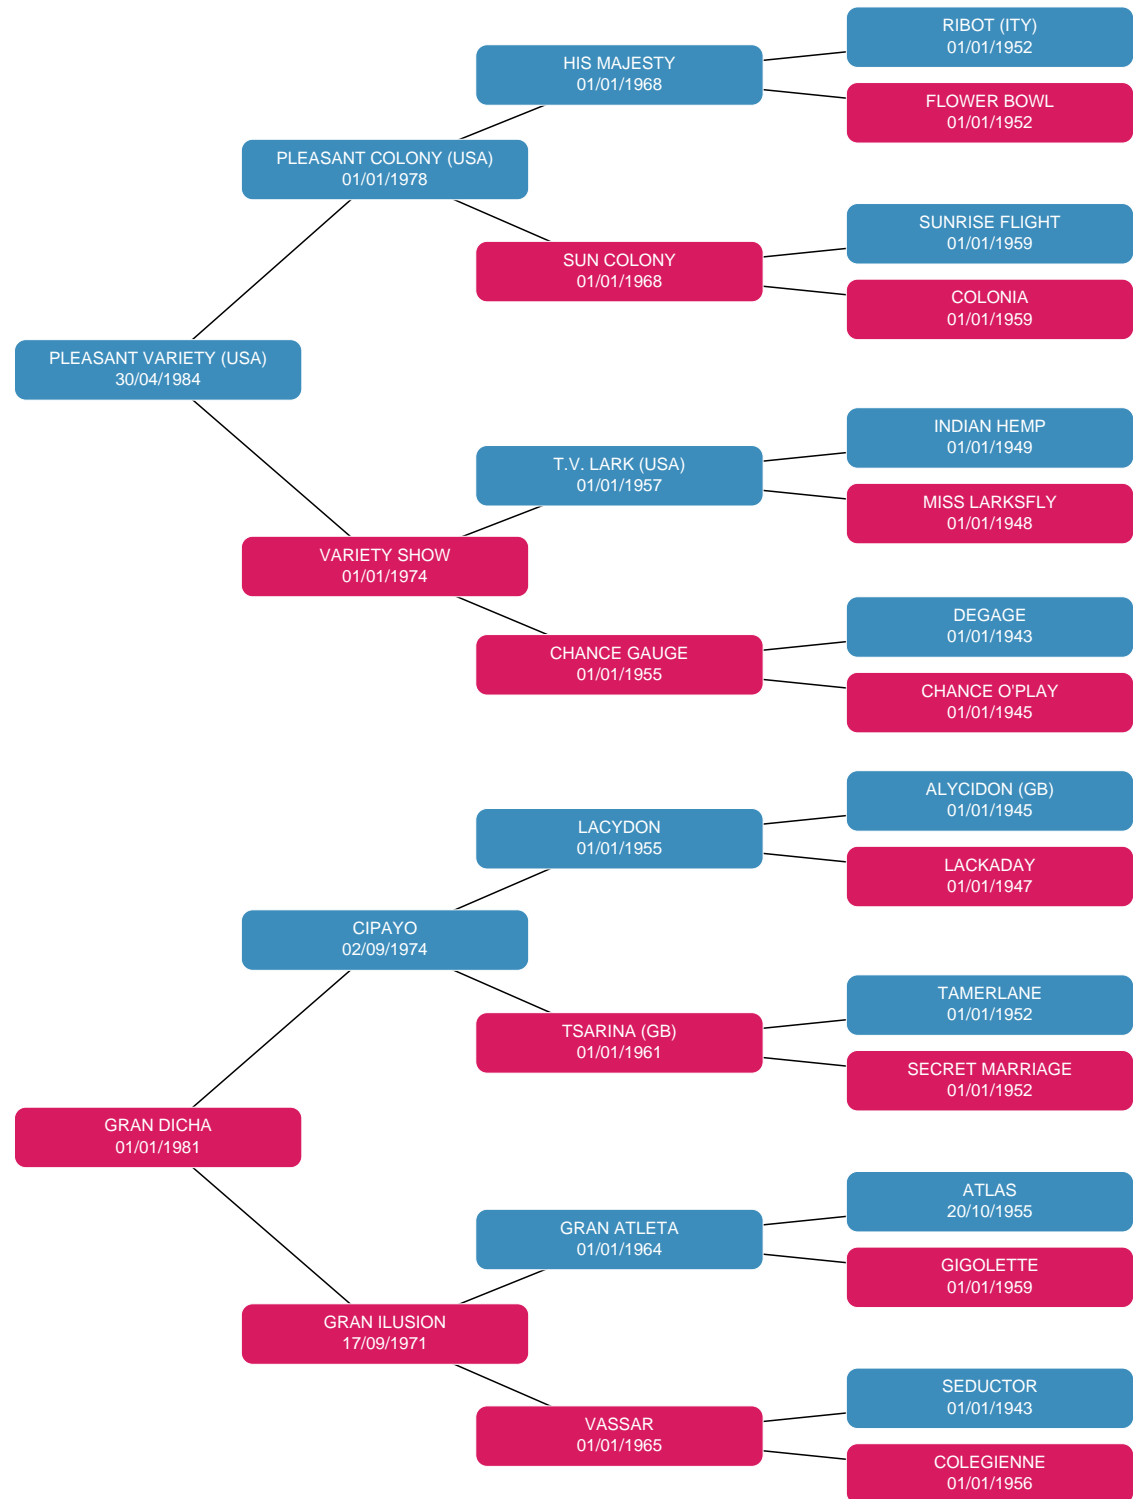 RIBOT (ITY)
01/01/1952
HIS MAJESTY
01/01/1968
FLOWER BOWL
01/01/1952
PLEASANT COLONY (USA)
01/01/1978
SUNRISE FLIGHT
01/01/1959
SUN COLONY
01/01/1968
COLONIA
01/01/1959
PLEASANT VARIETY (USA)
30/04/1984
INDIAN HEMP
01/01/1949
T.V. LARK (USA)
01/01/1957
MISS LARKSFLY
01/01/1948
VARIETY SHOW
01/01/1974
DEGAGE
01/01/1943
CHANCE GAUGE
01/01/1955
CHANCE O'PLAY
01/01/1945
ALYCIDON (GB)
01/01/1945
LACYDON
01/01/1955
LACKADAY
01/01/1947
CIPAYO
02/09/1974
TAMERLANE
01/01/1952
TSARINA (GB)
01/01/1961
SECRET MARRIAGE
01/01/1952
GRAN DICHA
01/01/1981
ATLAS
20/10/1955
GRAN ATLETA
01/01/1964
GIGOLETTE
01/01/1959
GRAN ILUSION
17/09/1971
SEDUCTOR
01/01/1943
VASSAR
01/01/1965
COLEGIENNE
01/01/1956